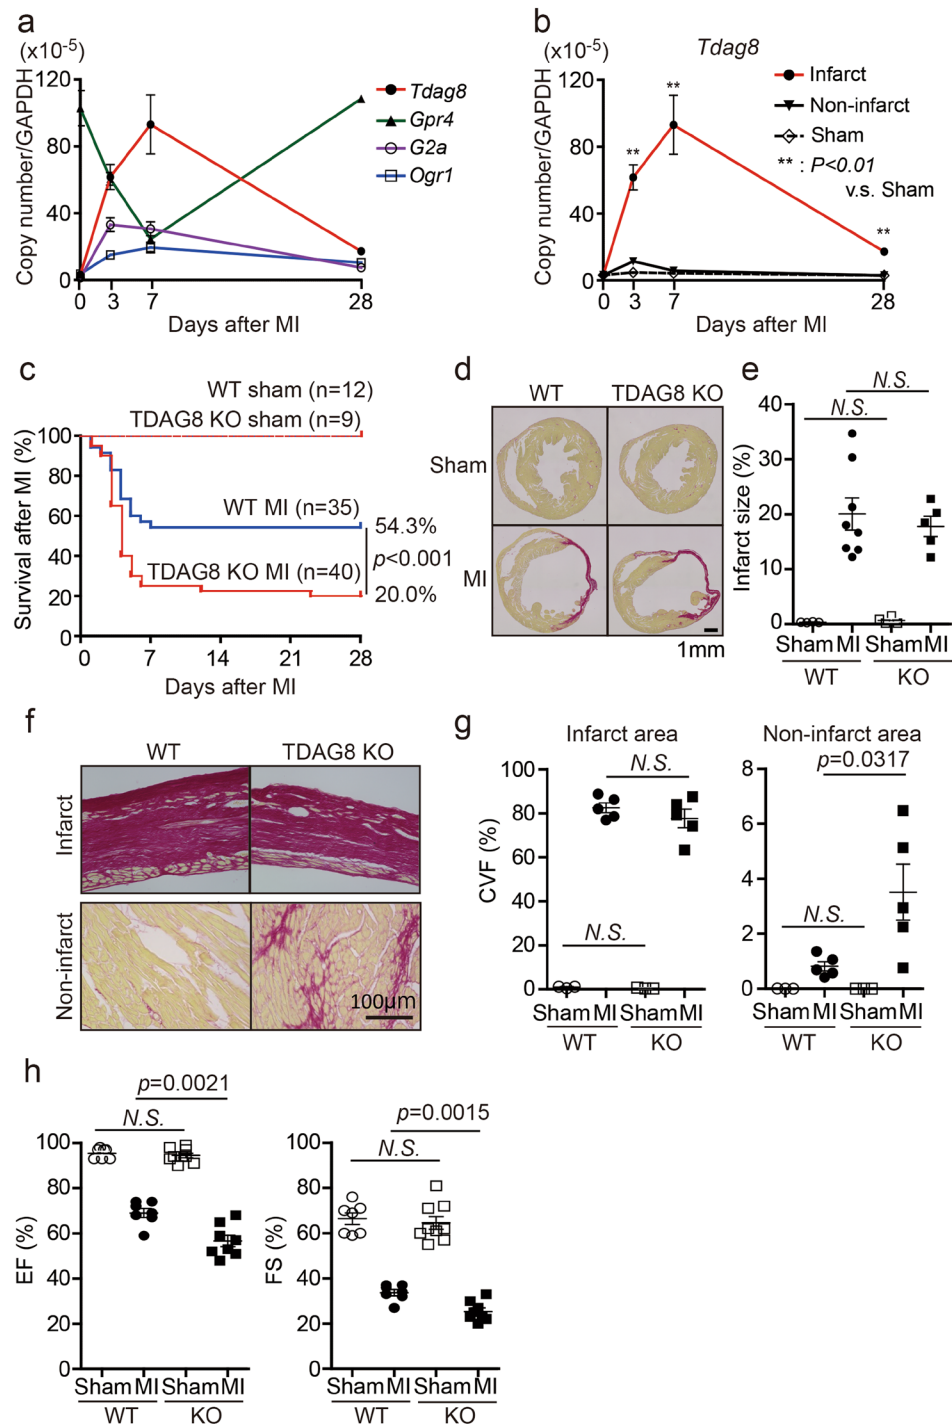 a
(x10-5)
Copy number/GAPDH
120
80
40
0
0 3 7 28
Days after MI
Tdag8
Gpr4
G2a
Ogr1
b
(x10-5)
Tdag8
Copy number/GAPDH
120
80
40
0
0 3 7 28
Days after MI
**
**
**
Infarct
Non-infarct
Sham
** : P<0.01
v.s. Sham
c
WT sham (n=12)
TDAG8 KO sham (n=9)
Survival after MI (%)
100
80
60
40
20
0
0 7 14 21 28
Days after MI
WT MI (n=35)
54.3%
p<0.001
TDAG8 KO MI (n=40)
20.0%
d
WT TDAG8 KO
Sham
MI
1mm
e
N.S.
N.S.
Infarct size (%)
40
30
20
10
0
Sham MI Sham MI
WT KO
f
WT TDAG8 KO
Infarct
Non-infarct
100μm
g
Infarct area
N.S.
N.S.
CVF (%)
100
80
60
40
20
0
Sham MI Sham MI
WT KO
Non-infarct area
p=0.0317
N.S.
8
6
4
2
0
Sham MI Sham MI
WT KO
h
p=0.0021
N.S.
EF (%)
100
80
60
40
20
0
Sham MI Sham MI
WT KO
p=0.0015
N.S.
FS (%)
100
80
60
40
20
0
Sham MI Sham MI
WT KO